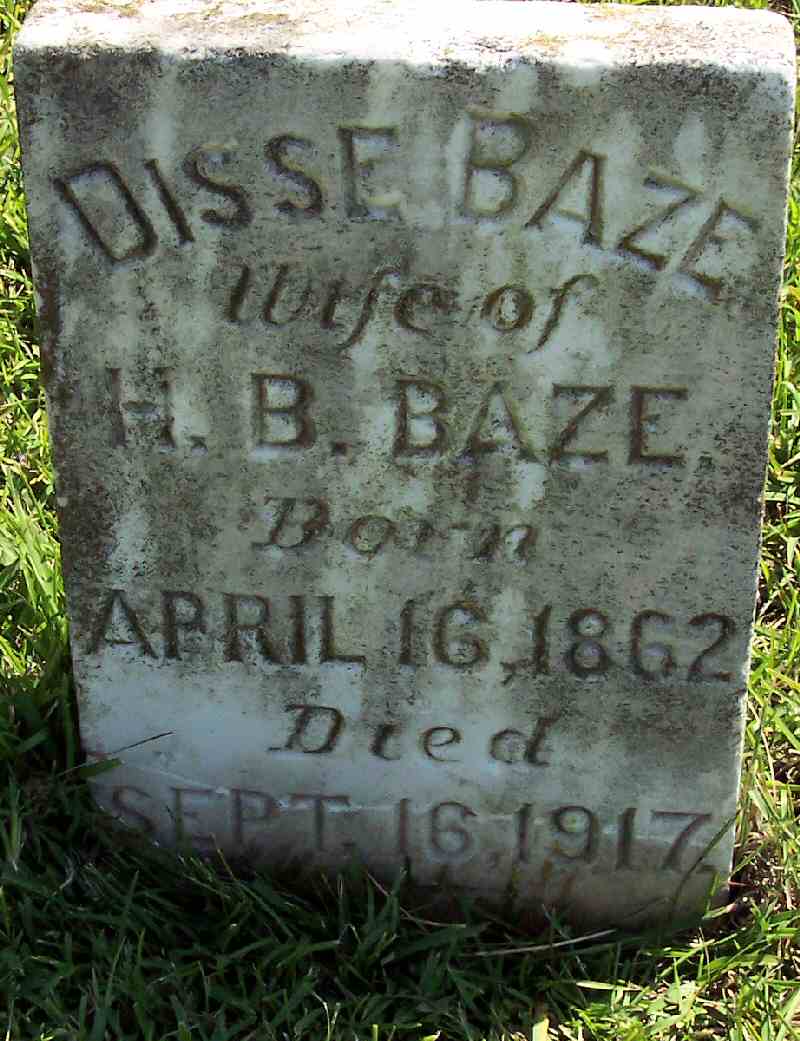 DISSE BAZE
Wife of
H. B. BAZE.
Born
APRIL 16, 1862
Died
SEPT. 16, 1917.